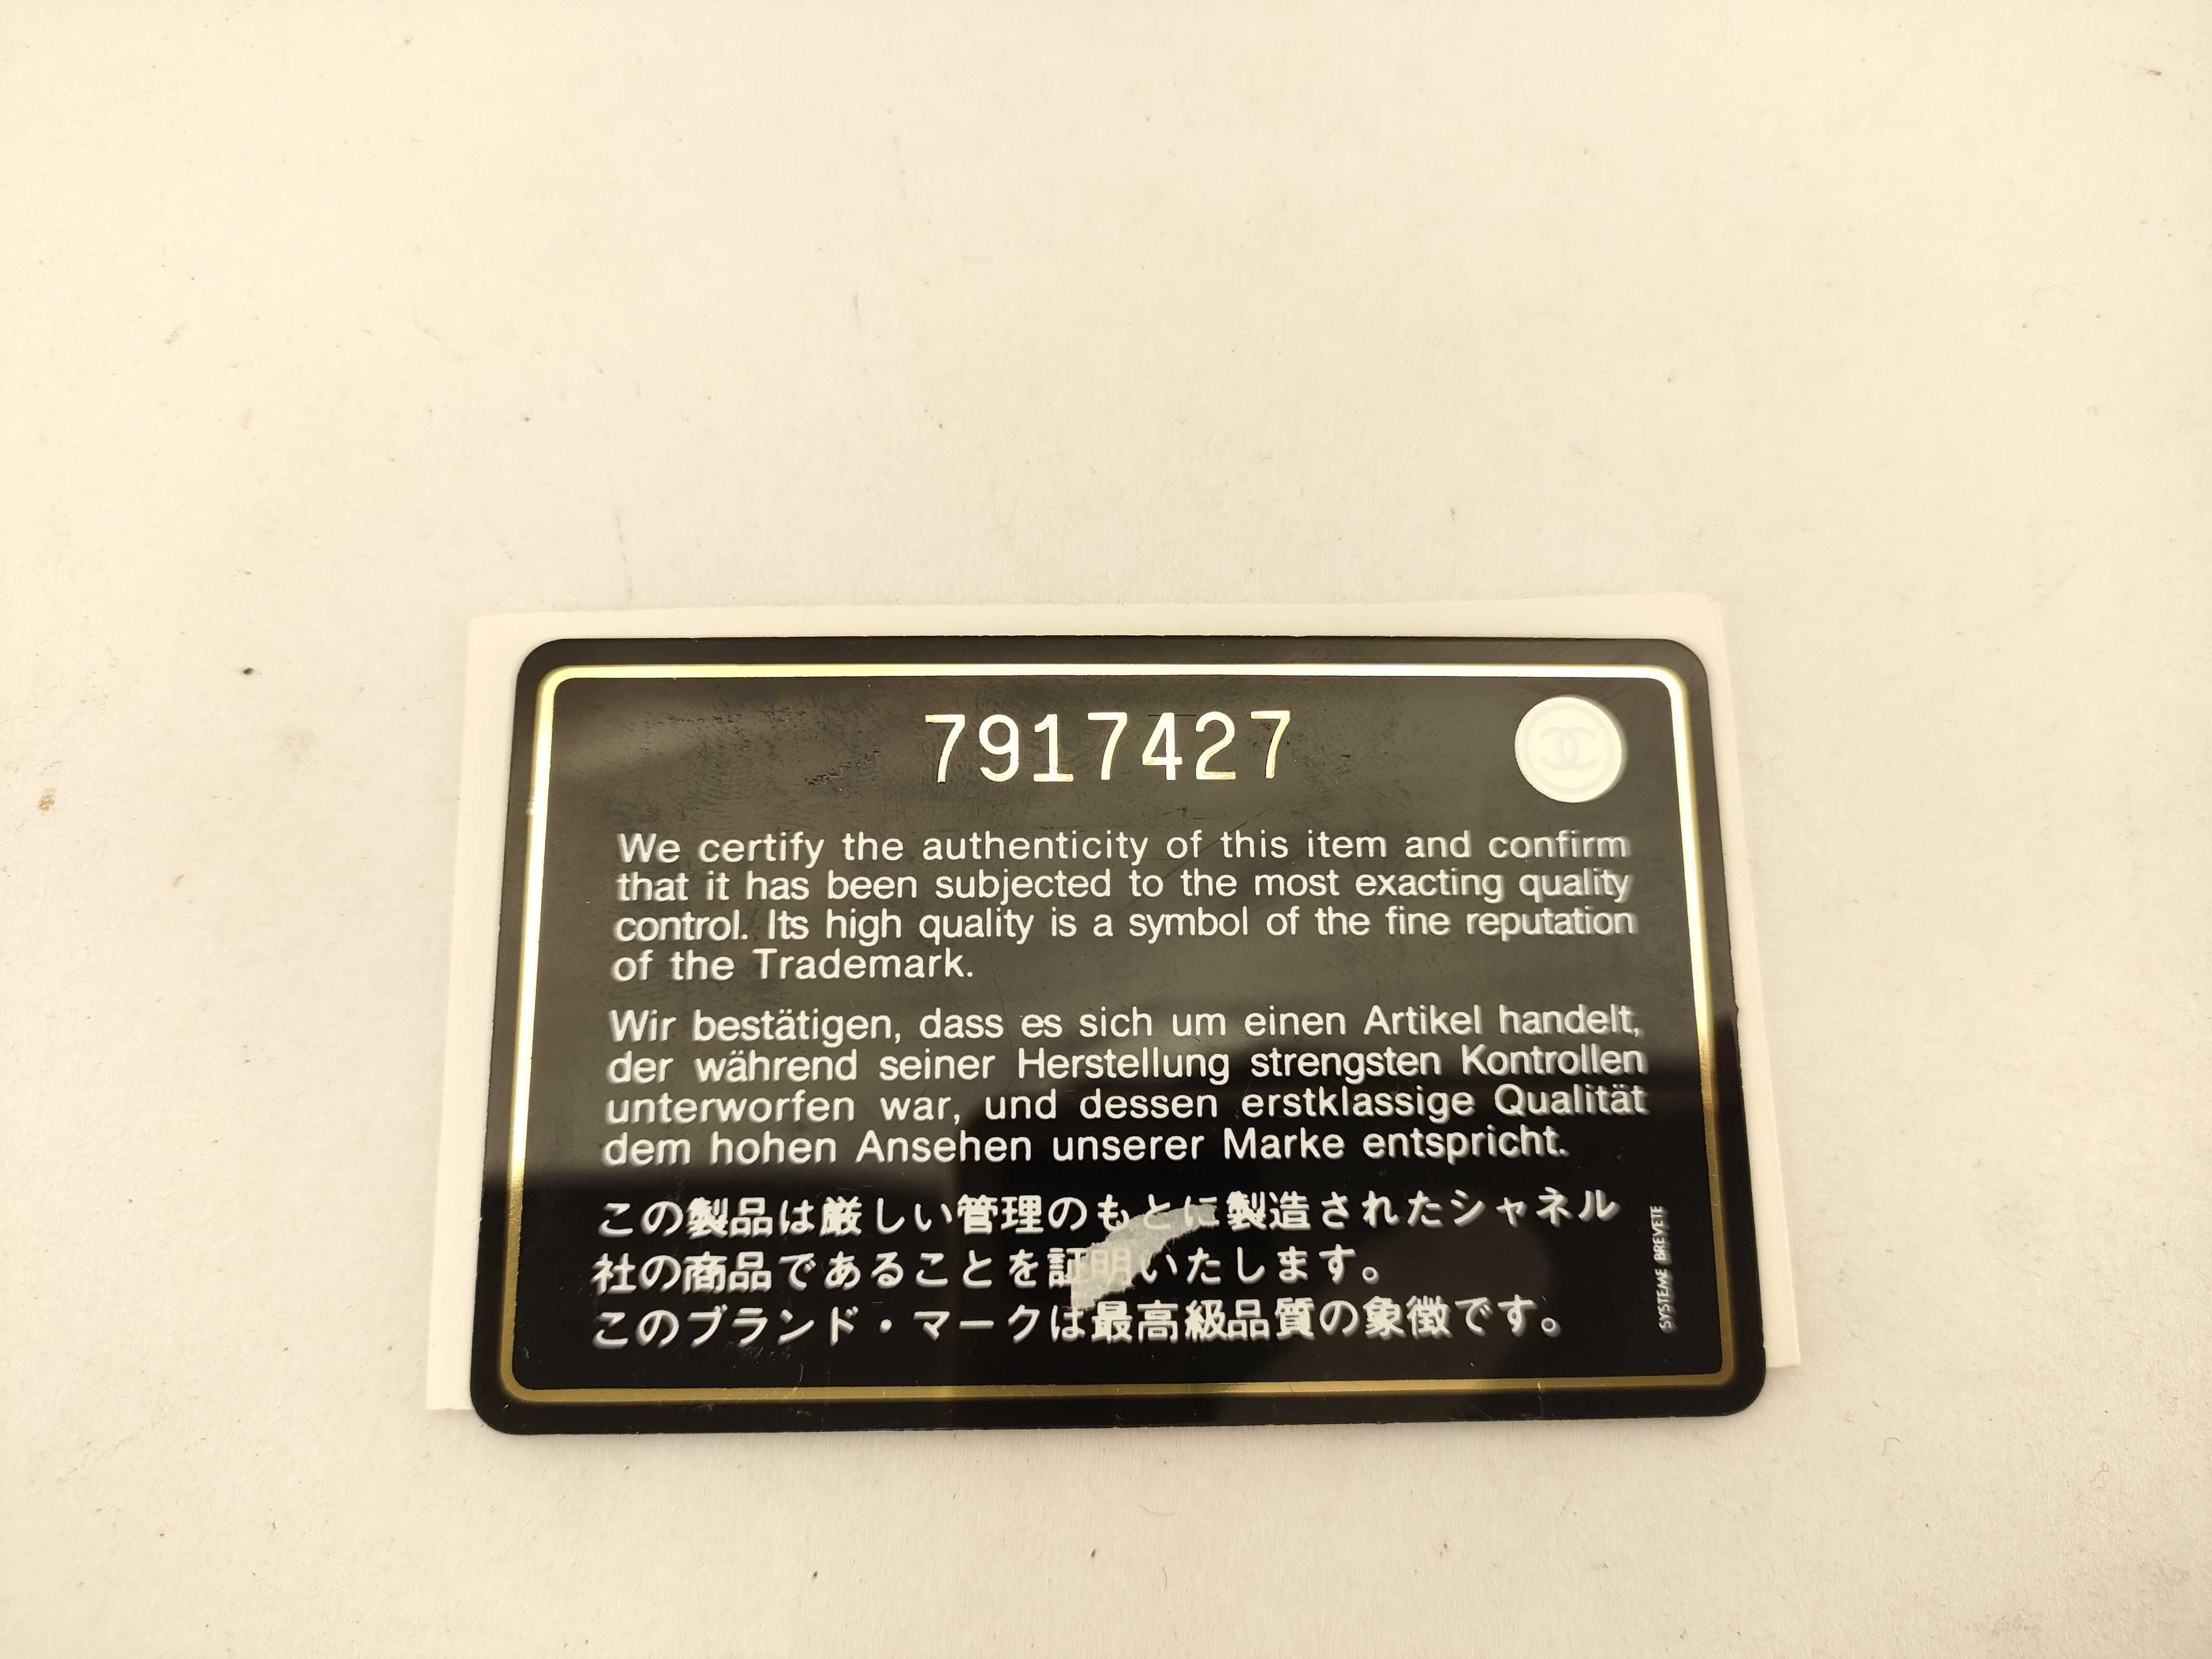 7917427
We certify the authenticity of this item and confirm
that it has been subjected to the most exacting quality
control. Its high quality is a symbol of the fine reputation
of the Trademark.
Wir bestätigen, dass es sich um einen Artikel handelt,
der während seiner Herstellung strengsten Kontrollen
unterworfen war, und dessen erstklassige Qualität
dem hohen Ansehen unserer Marke entspricht.
この製品は厳しい管理のもとに製造されたシャネル
社の商品であることを証明いたします。
このブランド・マークは最高級品質の象徴です。
SYSTEME BREVETE